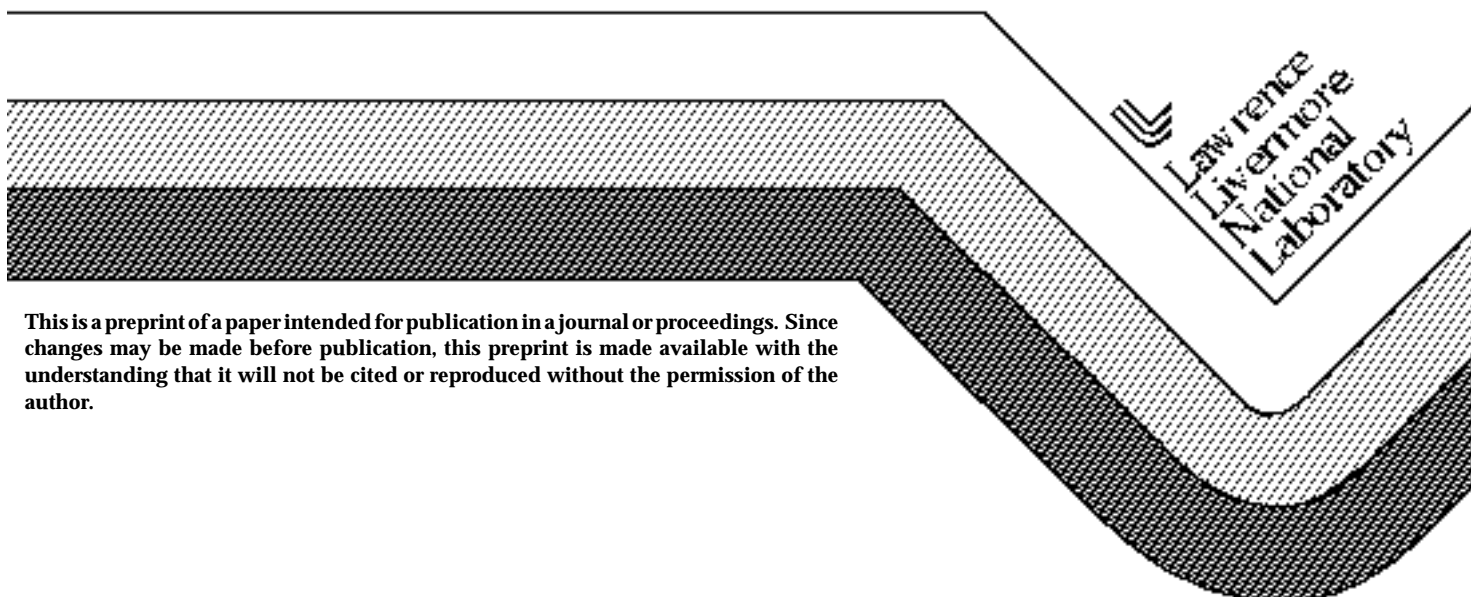 Lawrence
Livermore
National
Laboratory
This is a preprint of a paper intended for publication in a journal or proceedings. Since
changes may be made before publication, this preprint is made available with the
understanding that it will not be cited or reproduced without the permission of the
author.